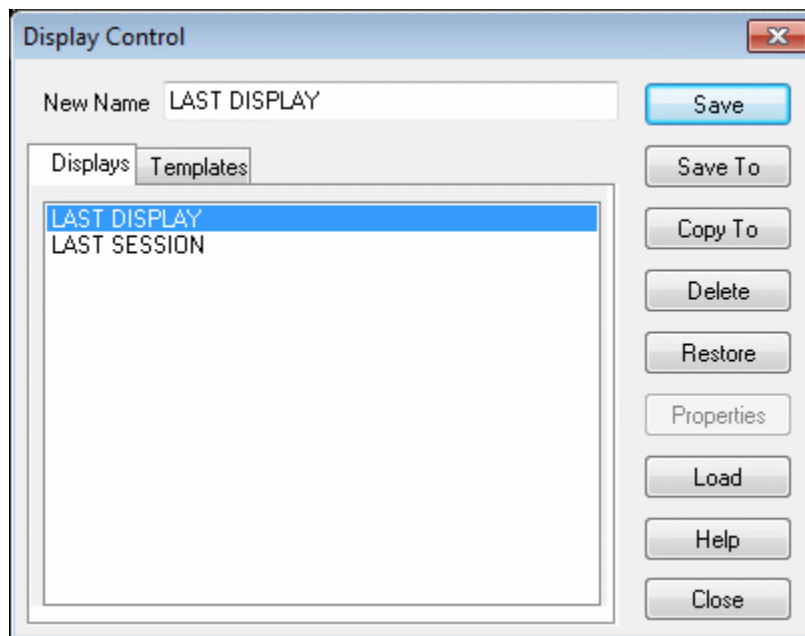 Display Control
New Name LAST DISPLAY
Save
Displays Templates
Save To
LAST DISPLAY
LAST SESSION
Copy To
Delete
Restore
Properties
Load
Help
Close